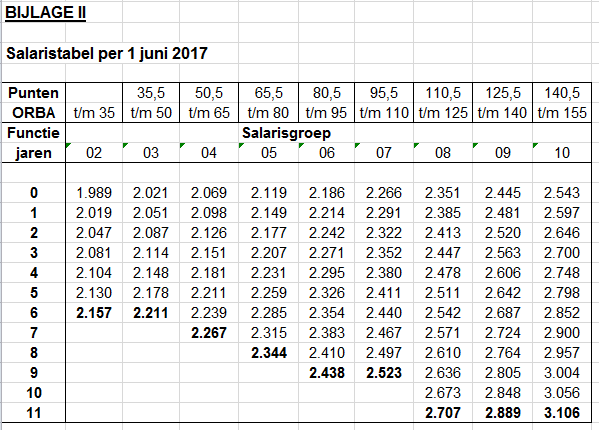 BIJLAGE II
Salaristabel per 1 juni 2017
Punten 35,5 50,5 65,5 80,5 95,5 110,5 125,5 140,5
ORBA t/m 35 t/m 50 t/m 65 t/m 80 t/m 95 t/m 110 t/m 125 t/m 140 t/m 155
Functie Salarisgroep
jaren 02 03 04 05 06 07 08 09 10
0 1.989 2.021 2.069 2.119 2.186 2.266 2.351 2.445 2.543
1 2.019 2.051 2.098 2.149 2.214 2.291 2.385 2.481 2.597
2 2.047 2.087 2.126 2.177 2.242 2.322 2.413 2.520 2.646
3 2.081 2.114 2.151 2.207 2.271 2.352 2.447 2.563 2.700
4 2.104 2.148 2.181 2.231 2.295 2.380 2.478 2.606 2.748
5 2.130 2.178 2.211 2.259 2.326 2.411 2.511 2.642 2.798
6 2.157 2.211 2.239 2.285 2.354 2.440 2.542 2.687 2.852
7 2.267 2.315 2.383 2.467 2.571 2.724 2.900
8 2.344 2.410 2.497 2.610 2.764 2.957
9 2.438 2.523 2.636 2.805 3.004
10 2.673 2.848 3.056
11 2.707 2.889 3.106